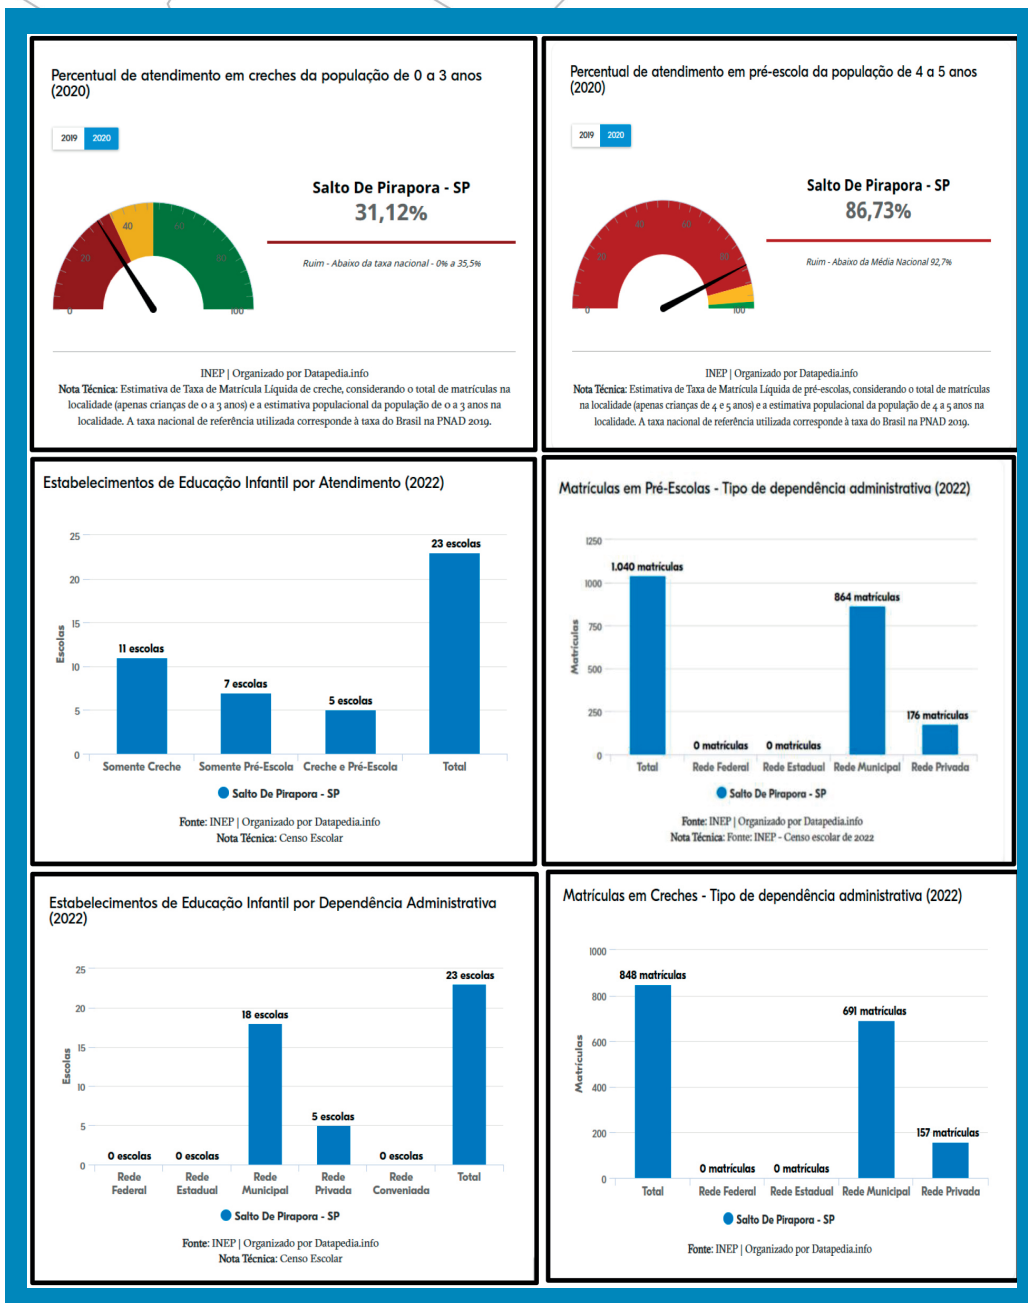 Percentual de atendimento em creches da população de 0 a 3 anos
(2020)
2019 2020
Salto De Pirapora - SP
31,12%
Ruim - Abaixo da taxa nacional - 0% a 35,5%
0 20 40 60 80 100
INEP | Organizado por Datapedia.info
Nota Técnica: Estimativa de Taxa de Matrícula Líquida de creche, considerando o total de matrículas na
localidade (apenas crianças de 0 a 3 anos) e a estimativa populacional da população de 0 a 3 anos na
localidade. A taxa nacional de referência utilizada corresponde à taxa do Brasil na PNAD 2019.
Percentual de atendimento em pré-escola da população de 4 a 5 anos
(2020)
2019 2020
Salto De Pirapora - SP
86,73%
Ruim - Abaixo da Média Nacional 92,7%
0 20 40 60 80 100
INEP | Organizado por Datapedia.info
Nota Técnica: Estimativa de Taxa de Matrícula Líquida de pré-escolas, considerando o total de matrículas
na localidade (apenas crianças de 4 e 5 anos) e a estimativa populacional da população de 4 a 5 anos na
localidade. A taxa nacional de referência utilizada corresponde à taxa do Brasil na PNAD 2019.
Estabelecimentos de Educação Infantil por Atendimento (2022)
Escolas
25
20
15
10
5
0
11 escolas
7 escolas
5 escolas
23 escolas
Somente Creche Somente Pré-Escola Creche e Pré-Escola Total
Salto De Pirapora - SP
Fonte: INEP | Organizado por Datapedia.info
Nota Técnica: Censo Escolar
Matrículas em Pré-Escolas - Tipo de dependência administrativa (2022)
Matrículas
1250
1000
750
500
250
0
1.040 matrículas
0 matrículas
0 matrículas
864 matrículas
176 matrículas
Total Rede Federal Rede Estadual Rede Municipal Rede Privada
Salto De Pirapora - SP
Fonte: INEP | Organizado por Datapedia.info
Nota Técnica: Fonte: INEP - Censo escolar de 2022
Estabelecimentos de Educação Infantil por Dependência Administrativa
(2022)
Escolas
25
20
15
10
5
0
0 escolas
0 escolas
18 escolas
5 escolas
0 escolas
23 escolas
Rede Federal
Rede Estadual
Rede Municipal
Rede Privada
Rede Conveniada
Total
Salto De Pirapora - SP
Fonte: INEP | Organizado por Datapedia.info
Nota Técnica: Censo Escolar
Matrículas em Creches - Tipo de dependência administrativa (2022)
Matrículas
1000
800
600
400
200
0
848 matrículas
0 matrículas
0 matrículas
691 matrículas
157 matrículas
Total Rede Federal Rede Estadual Rede Municipal Rede Privada
Salto De Pirapora - SP
Fonte: INEP | Organizado por Datapedia.info